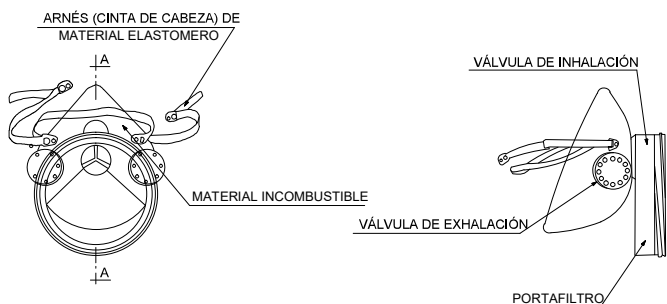 ARNÉS (CINTA DE CABEZA) DE
MATERIAL ELASTOMERO
A
VÁLVULA DE INHALACIÓN
MATERIAL INCOMBUSTIBLE
VÁLVULA DE EXHALACIÓN
A
PORTAFILTRO